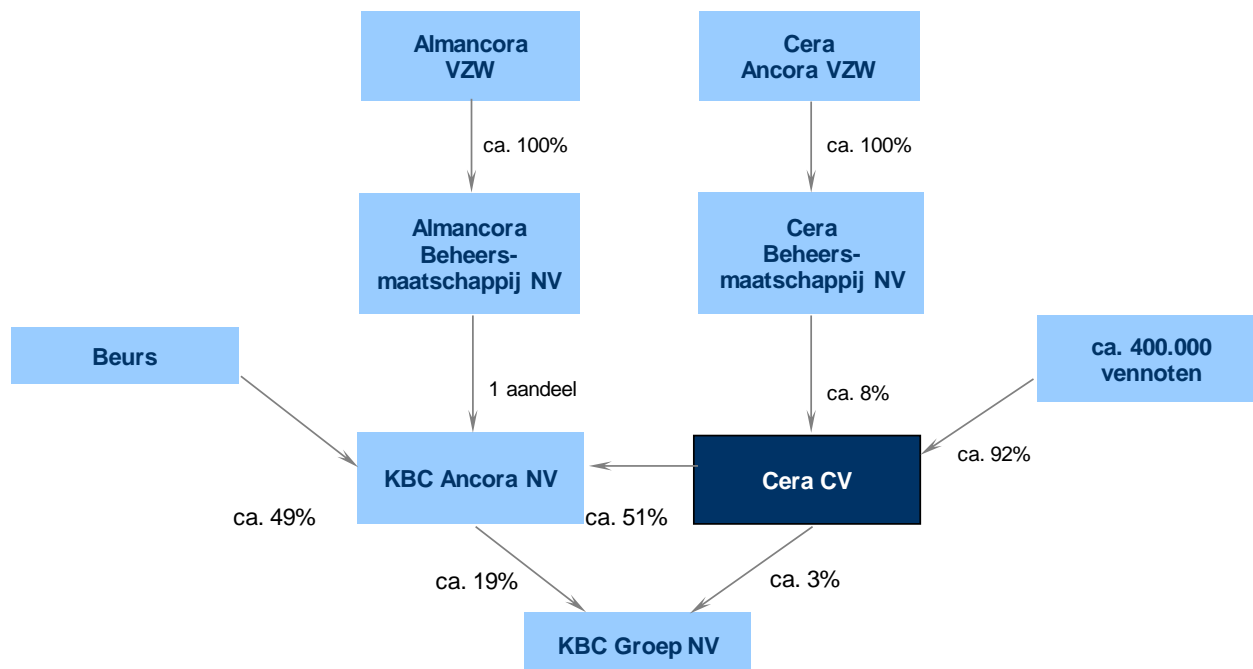 Almancora
VZW
Cera
Ancora VZW
ca. 100%
ca. 100%
Almancora
Beheers-
maatschappij NV
Cera
Beheers-
maatschappij NV
Beurs
ca. 400.000
vennoten
1 aandeel
ca. 8%
ca. 92%
KBC Ancora NV
Cera CV
ca. 49%
ca. 51%
ca. 19%
ca. 3%
KBC Groep NV